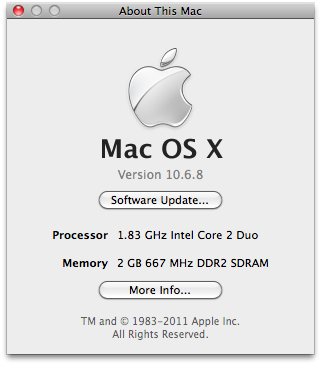 About This Mac
Mac OS X
Version 10.6.8
Software Update...
Processor 1.83 GHz Intel Core 2 Duo
Memory 2 GB 667 MHz DDR2 SDRAM
More Info...
TM and © 1983-2011 Apple Inc.
All Rights Reserved.